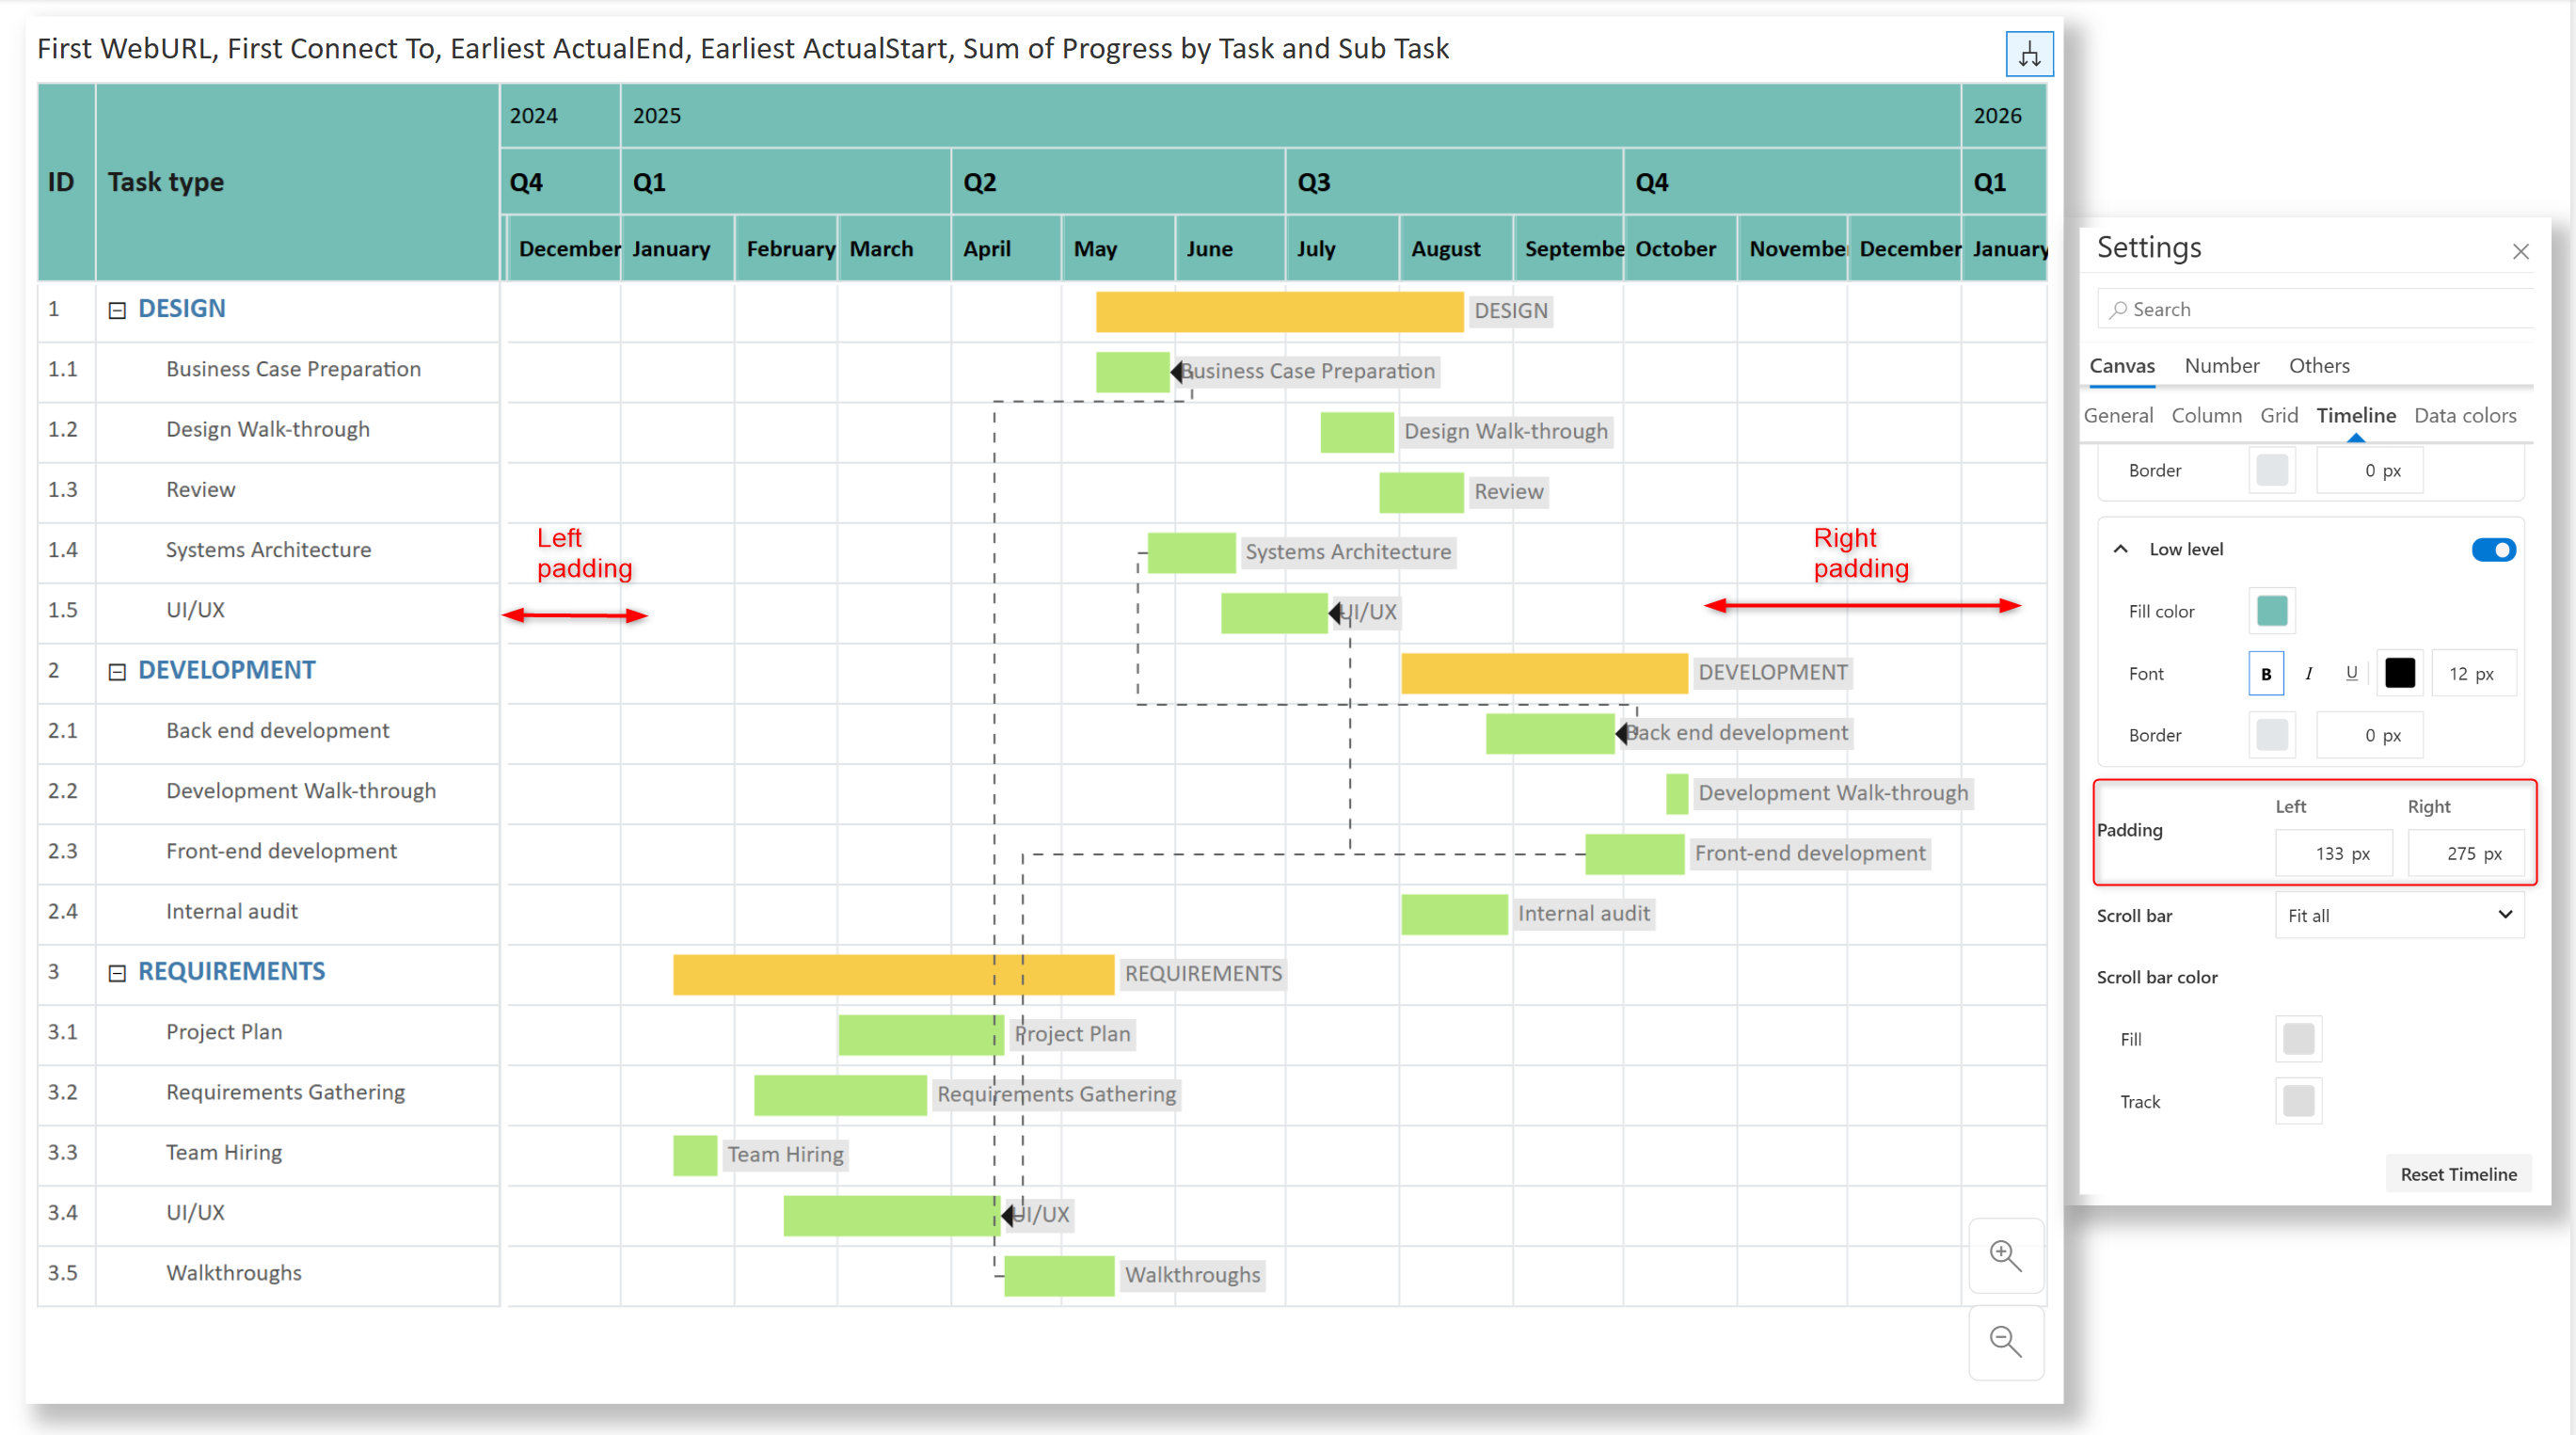 First WebURL, First Connect To, Earliest ActualEnd, Earliest ActualStart, Sum of Progress by Task and Sub Task
2024 2025 2026
ID Task type Q4 Q1 Q2 Q3 Q4 Q1
December January February March April May June July August Septembe October Novembe December January
1 DESIGN DESIGN
1.1 Business Case Preparation Business Case Preparation
1.2 Design Walk-through Design Walk-through
1.3 Review Review
1.4 Systems Architecture Systems Architecture
Left padding
Right padding
1.5 UI/UX UI/UX
2 DEVELOPMENT DEVELOPMENT
2.1 Back end development Back end development
2.2 Development Walk-through Development Walk-through
2.3 Front-end development Front-end development
2.4 Internal audit Internal audit
3 REQUIREMENTS REQUIREMENTS
3.1 Project Plan Project Plan
3.2 Requirements Gathering Requirements Gathering
3.3 Team Hiring Team Hiring
3.4 UI/UX UI/UX
3.5 Walkthroughs Walkthroughs
Settings
Search
Canvas Number Others
General Column Grid Timeline Data colors
Border 0 px
Low level
Fill color
Font B I U 12 px
Border 0 px
Left Right
Padding 133 px 275 px
Scroll bar Fit all
Scroll bar color
Fill
Track
Reset Timeline